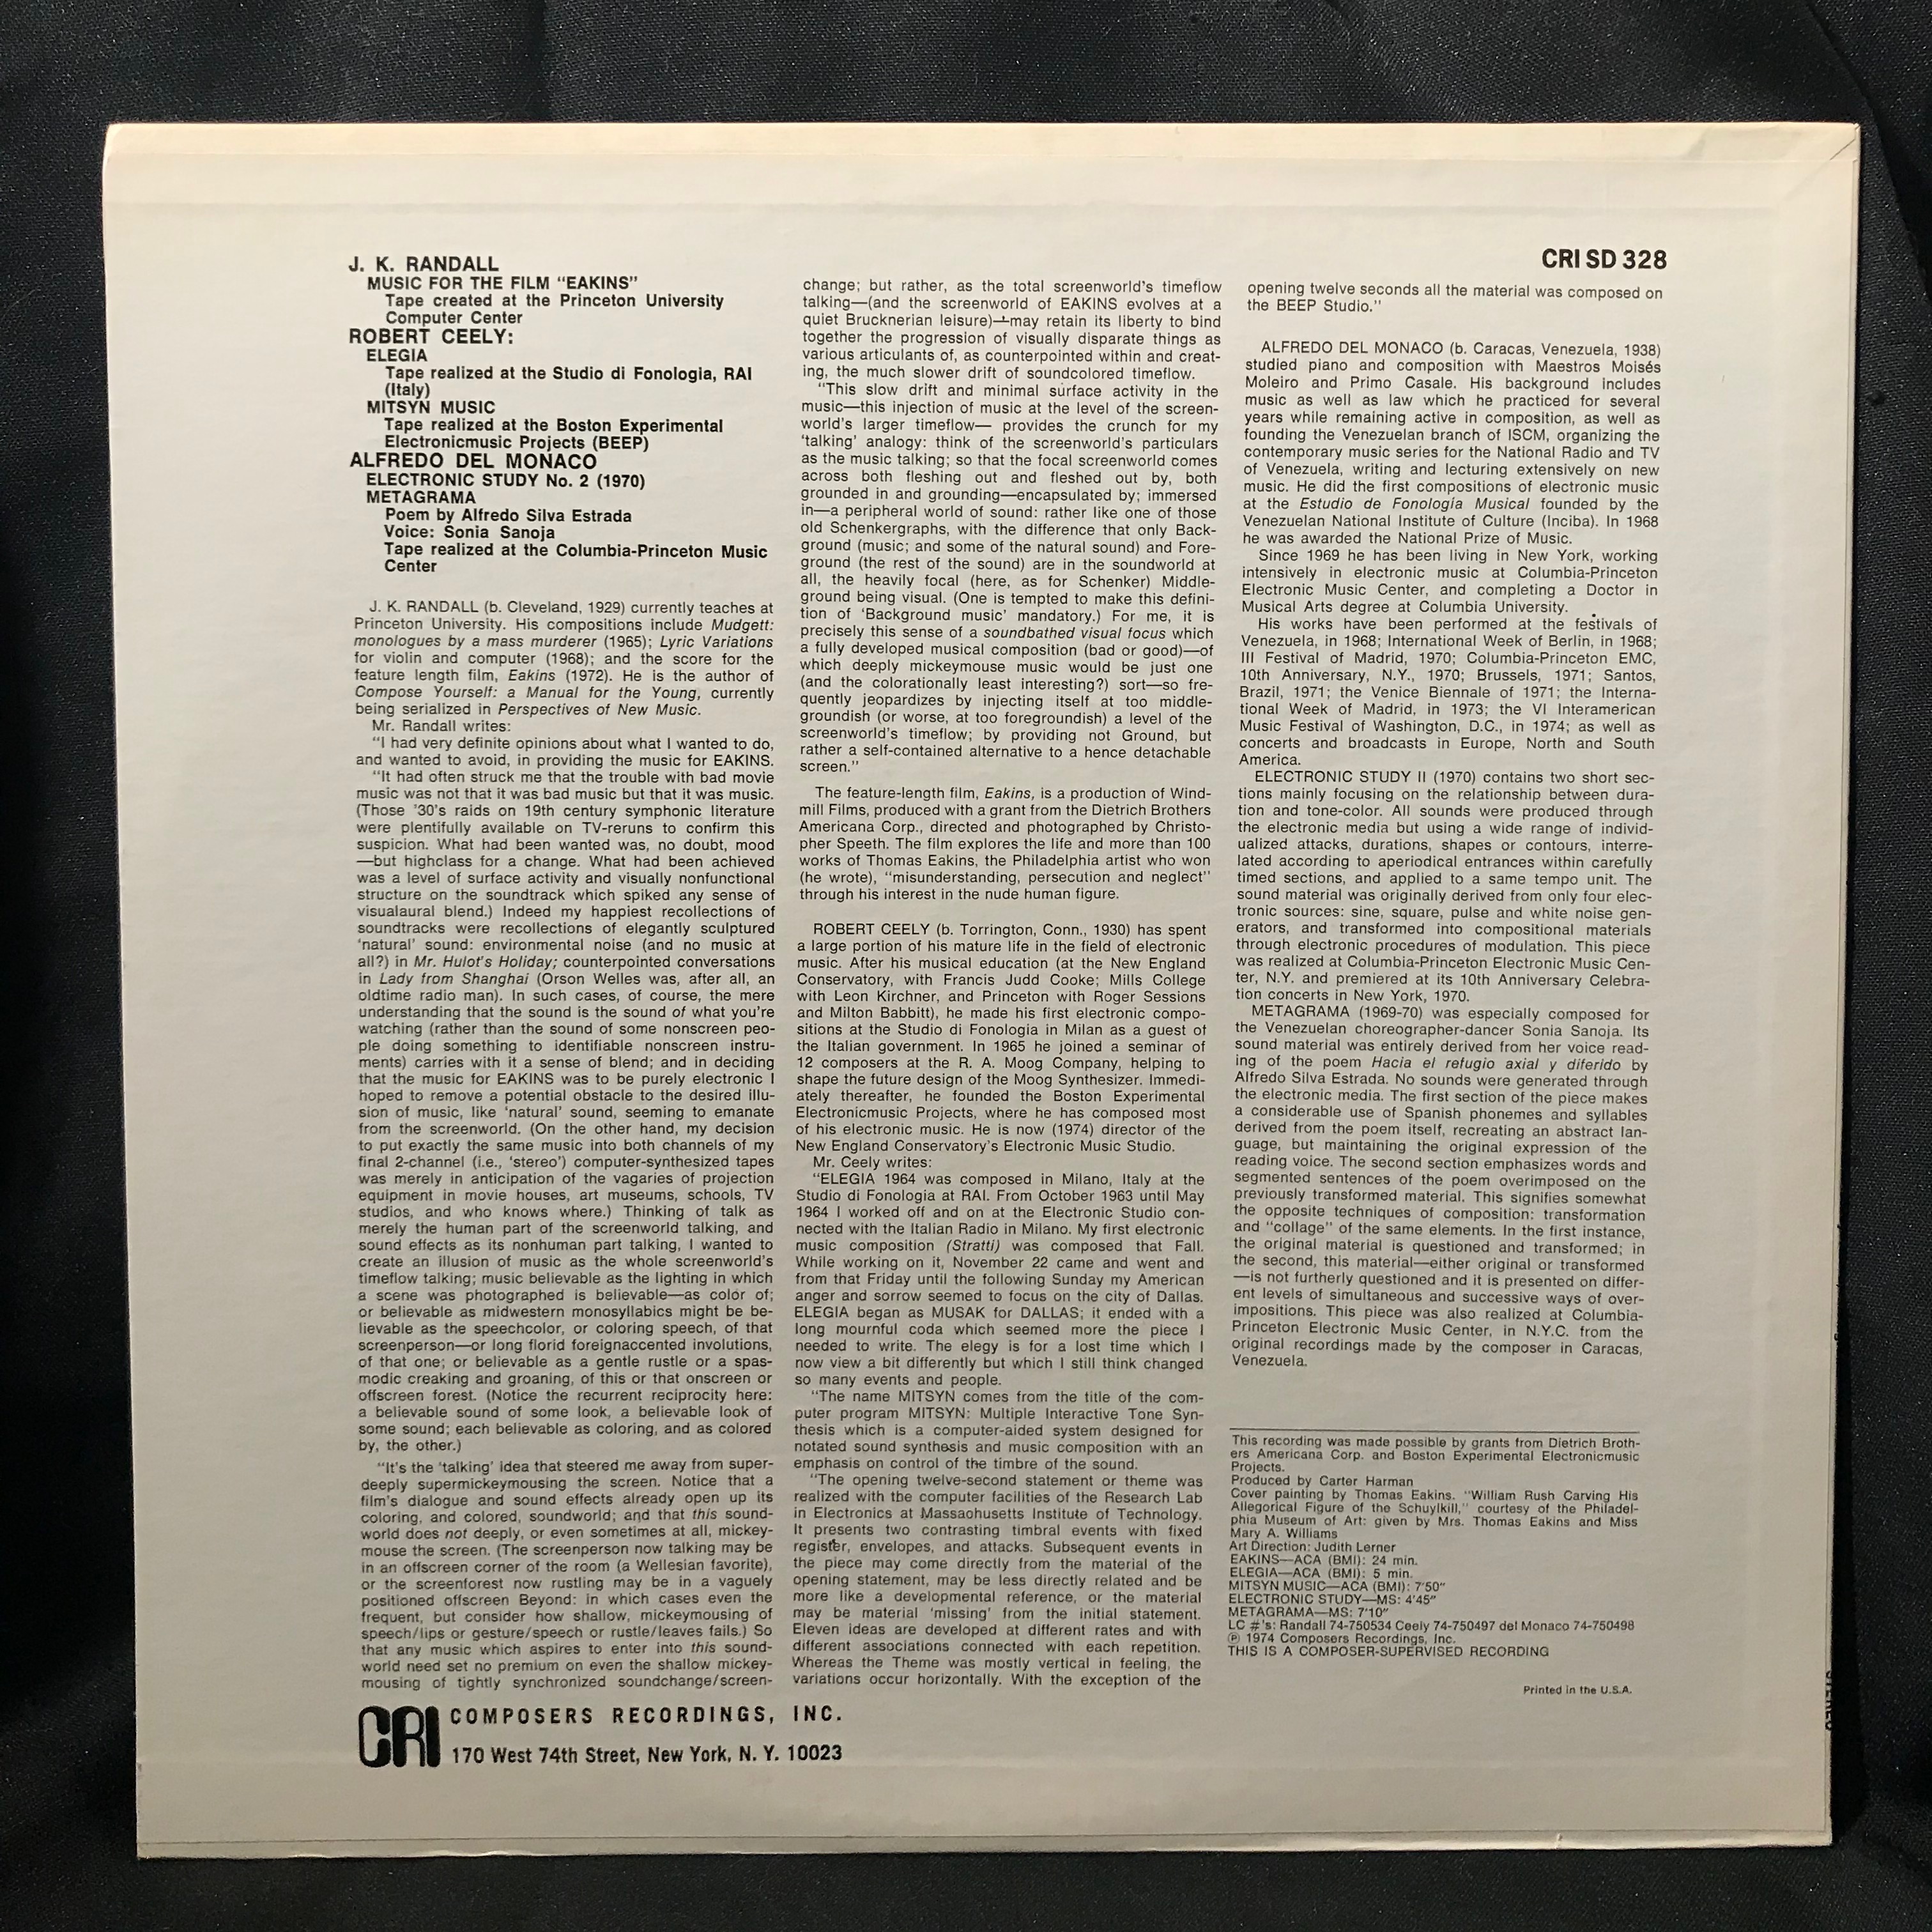 J. K. RANDALL
MUSIC FOR THE FILM “EAKINS”
Tape created at the Princeton University
Computer Center
ROBERT CEELY:
ELEGIA
Tape realized at the Studio di Fonologia, RAI
(Italy)
MITSYN MUSIC
Tape realized at the Boston Experimental
Electronicmusic Projects (BEEP)
ALFREDO DEL MONACO
ELECTRONIC STUDY No. 2 (1970)
METAGRAMA
Poem by Alfredo Silva Estrada
Voice: Sonia Sanoja
Tape realized at the Columbia-Princeton Music
Center
J. K. RANDALL (b. Cleveland, 1929) currently teaches at
Princeton University. His compositions include Mudgett:
monologues by a mass murderer (1965); Lyric Variations
for violin and computer (1968); and the score for the
feature length film, Eakins (1972). He is the author of
Compose Yourself: a Manual for the Young, currently
being serialized in Perspectives of New Music.
Mr. Randall writes:
“I had very definite opinions about what I wanted to do,
and wanted to avoid, in providing the music for EAKINS.
“It had often struck me that the trouble with bad movie
music was not that it was bad music but that it was music.
(Those '30's raids on 19th century symphonic literature
were plentifully available on TV-reruns to confirm this
suspicion. What had been wanted was, no doubt, mood
—but highclass for a change. What had been achieved
was a level of surface activity and visually nonfunctional
structure on the soundtrack which spiked any sense of
visualaural blend.) Indeed my happiest recollections of
soundtracks were recollections of elegantly sculptured
'natural' sound: environmental noise (and no music at
all?) in Mr. Hulot's Holiday; counterpointed conversations
in Lady from Shanghai (Orson Welles was, after all, an
oldtime radio man). In such cases, of course, the mere
understanding that the sound is the sound of what you're
watching (rather than the sound of some nonscreen peo-
ple doing something to identifiable nonscreen instru-
ments) carries with it a sense of blend; and in deciding
that the music for EAKINS was to be purely electronic I
hoped to remove a potential obstacle to the desired illu-
sion of music, like 'natural' sound, seeming to emanate
from the screenworld. (On the other hand, my decision
to put exactly the same music into both channels of my
final 2-channel (i.e., 'stereo') computer-synthesized tapes
was merely in anticipation of the vagaries of projection
equipment in movie houses, art museums, schools, TV
studios, and who knows where.) Thinking of talk as
merely the human part of the screenworld talking, and
sound effects as its nonhuman part talking, I wanted to
create an illusion of music as the whole screenworld's
timeflow talking; music believable as the lighting in which
a scene was photographed is believable—as color of;
or believable as midwestern monosyllabics might be be-
lievable as the speechcolor, or coloring speech, of that
screenperson—or long florid foreignaccented involutions,
of that one; or believable as a gentle rustle or a spas-
modic creaking and groaning, of this or that onscreen or
offscreen forest. (Notice the recurrent reciprocity here:
a believable sound of some look, a believable look of
some sound; each believable as coloring, and as colored
by, the other.)
“It's the 'talking' idea that steered me away from super-
deeply supermickeymousing the screen. Notice that a
film's dialogue and sound effects already open up its
coloring, and colored, soundworld; and that this sound-
world does not deeply, or even sometimes at all, mickey-
mouse the screen. (The screenperson now talking may be
in an offscreen corner of the room (a Wellesian favorite),
or the screenforest now rustling may be in a vaguely
positioned offscreen Beyond: in which cases even the
frequent, but consider how shallow, mickeymousing of
speech/lips or gesture/speech or rustle/leaves fails.) So
that any music which aspires to enter into this sound-
world need set no premium on even the shallow mickey-
mousing of tightly synchronized soundchange/screen-
change; but rather, as the total screenworld's timeflow
talking—(and the screenworld of EAKINS evolves at a
quiet Brucknerian leisure)—may retain its liberty to bind
together the progression of visually disparate things as
various articulants of, as counterpointed within and creat-
ing, the much slower drift of soundcolored timeflow.
“This slow drift and minimal surface activity in the
music—this injection of music at the level of the screen-
world's larger timeflow— provides the crunch for my
'talking' analogy: think of the screenworld's particulars
as the music talking; so that the focal screenworld comes
across both fleshing out and fleshed out by, both
grounded in and grounding—encapsulated by; immersed
in—a peripheral world of sound: rather like one of those
old Schenkergraphs, with the difference that only Back-
ground (music; and some of the natural sound) and Fore-
ground (the rest of the sound) are in the soundworld at
all, the heavily focal (here, as for Schenker) Middle-
ground being visual. (One is tempted to make this defini-
tion of 'Background music' mandatory.) For me, it is
precisely this sense of a soundbathed visual focus which
a fully developed musical composition (bad or good)—of
which deeply mickeymouse music would be just one
(and the colorationally least interesting?) sort—so fre-
quently jeopardizes by injecting itself at too middle-
groundish (or worse, at too foregroundish) a level of the
screenworld's timeflow; by providing not Ground, but
rather a self-contained alternative to a hence detachable
screen.”
The feature-length film, Eakins, is a production of Wind-
mill Films, produced with a grant from the Dietrich Brothers
Americana Corp., directed and photographed by Christo-
pher Speeth. The film explores the life and more than 100
works of Thomas Eakins, the Philadelphia artist who won
(he wrote), “misunderstanding, persecution and neglect”
through his interest in the nude human figure.
ROBERT CEELY (b. Torrington, Conn., 1930) has spent
a large portion of his mature life in the field of electronic
music. After his musical education (at the New England
Conservatory, with Francis Judd Cooke; Mills College
with Leon Kirchner, and Princeton with Roger Sessions
and Milton Babbitt), he made his first electronic compo-
sitions at the Studio di Fonologia in Milan as a guest of
the Italian government. In 1965 he joined a seminar of
12 composers at the R. A. Moog Company, helping to
shape the future design of the Moog Synthesizer. Immedi-
ately thereafter, he founded the Boston Experimental
Electronicmusic Projects, where he has composed most
of his electronic music. He is now (1974) director of the
New England Conservatory's Electronic Music Studio.
Mr. Ceely writes:
“ELEGIA 1964 was composed in Milano, Italy at the
Studio di Fonologia at RAI. From October 1963 until May
1964 I worked off and on at the Electronic Studio con-
nected with the Italian Radio in Milano. My first electronic
music composition (Stratti) was composed that Fall.
While working on it, November 22 came and went and
from that Friday until the following Sunday my American
anger and sorrow seemed to focus on the city of Dallas.
ELEGIA began as MUSAK for DALLAS; it ended with a
long mournful coda which seemed more the piece I
needed to write. The elegy is for a lost time which I
now view a bit differently but which I still think changed
so many events and people.
“The name MITSYN comes from the title of the com-
puter program MITSYN: Multiple Interactive Tone Syn-
thesis which is a computer-aided system designed for
notated sound synthesis and music composition with an
emphasis on control of the timbre of the sound.
“The opening twelve-second statement or theme was
realized with the computer facilities of the Research Lab
in Electronics at Massaohusetts Institute of Technology.
It presents two contrasting timbral events with fixed
register, envelopes, and attacks. Subsequent events in
the piece may come directly from the material of the
opening statement, may be less directly related and be
more like a developmental reference, or the material
may be material 'missing' from the initial statement.
Eleven ideas are developed at different rates and with
different associations connected with each repetition.
Whereas the Theme was mostly vertical in feeling, the
variations occur horizontally. With the exception of the
CRI SD 328
opening twelve seconds all the material was composed on
the BEEP Studio.”
ALFREDO DEL MONACO (b. Caracas, Venezuela, 1938)
studied piano and composition with Maestros Moisés
Moleiro and Primo Casale. His background includes
music as well as law which he practiced for several
years while remaining active in composition, as well as
founding the Venezuelan branch of ISCM, organizing the
contemporary music series for the National Radio and TV
of Venezuela, writing and lecturing extensively on new
music. He did the first compositions of electronic music
at the Estudio de Fonología Musical founded by the
Venezuelan National Institute of Culture (Inciba). In 1968
he was awarded the National Prize of Music.
Since 1969 he has been living in New York, working
intensively in electronic music at Columbia-Princeton
Electronic Music Center, and completing a Doctor in
Musical Arts degree at Columbia University.
His works have been performed at the festivals of
Venezuela, in 1968; International Week of Berlin, in 1968;
III Festival of Madrid, 1970; Columbia-Princeton EMC,
10th Anniversary, N.Y., 1970; Brussels, 1971; Santos,
Brazil, 1971; the Venice Biennale of 1971; the Interna-
tional Week of Madrid, in 1973; the VI Interamerican
Music Festival of Washington, D.C., in 1974; as well as
concerts and broadcasts in Europe, North and South
America.
ELECTRONIC STUDY II (1970) contains two short sec-
tions mainly focusing on the relationship between dura-
tion and tone-color. All sounds were produced through
the electronic media but using a wide range of individ-
ualized attacks, durations, shapes or contours, interre-
lated according to aperiodical entrances within carefully
timed sections, and applied to a same tempo unit. The
sound material was originally derived from only four elec-
tronic sources: sine, square, pulse and white noise gen-
erators, and transformed into compositional materials
through electronic procedures of modulation. This piece
was realized at Columbia-Princeton Electronic Music Cen-
ter, N.Y. and premiered at its 10th Anniversary Celebra-
tion concerts in New York, 1970.
METAGRAMA (1969-70) was especially composed for
the Venezuelan choreographer-dancer Sonia Sanoja. Its
sound material was entirely derived from her voice read-
ing of the poem Hacia el refugio axial y diferido by
Alfredo Silva Estrada. No sounds were generated through
the electronic media. The first section of the piece makes
a considerable use of Spanish phonemes and syllables
derived from the poem itself, recreating an abstract lan-
guage, but maintaining the original expression of the
reading voice. The second section emphasizes words and
segmented sentences of the poem overimposed on the
previously transformed material. This signifies somewhat
the opposite techniques of composition: transformation
and “collage” of the same elements. In the first instance,
the original material is questioned and transformed; in
the second, this material—either original or transformed
—is not furtherly questioned and it is presented on differ-
ent levels of simultaneous and successive ways of over-
impositions. This piece was also realized at Columbia-
Princeton Electronic Music Center, in N.Y.C. from the
original recordings made by the composer in Caracas,
Venezuela.
This recording was made possible by grants from Dietrich Broth-
ers Americana Corp. and Boston Experimental Electronicmusic
Projects.
Produced by Carter Harman
Cover painting by Thomas Eakins. “William Rush Carving His
Allegorical Figure of the Schuylkill,” courtesy of the Philadel-
phia Museum of Art: given by Mrs. Thomas Eakins and Miss
Mary A. Williams
Art Direction: Judith Lerner
EAKINS—ACA (BMI): 24 min.
ELEGIA—ACA (BMI): 5 min.
MITSYN MUSIC—ACA (BMI): 7'50"
ELECTRONIC STUDY—MS: 4'45"
METAGRAMA—MS: 7'10"
LC #'s: Randall 74-750534 Ceely 74-750497 del Monaco 74-750498
℗ 1974 Composers Recordings, Inc.
THIS IS A COMPOSER-SUPERVISED RECORDING
Printed in the U.S.A.
CRI COMPOSERS RECORDINGS, INC.
170 West 74th Street, New York, N. Y. 10023